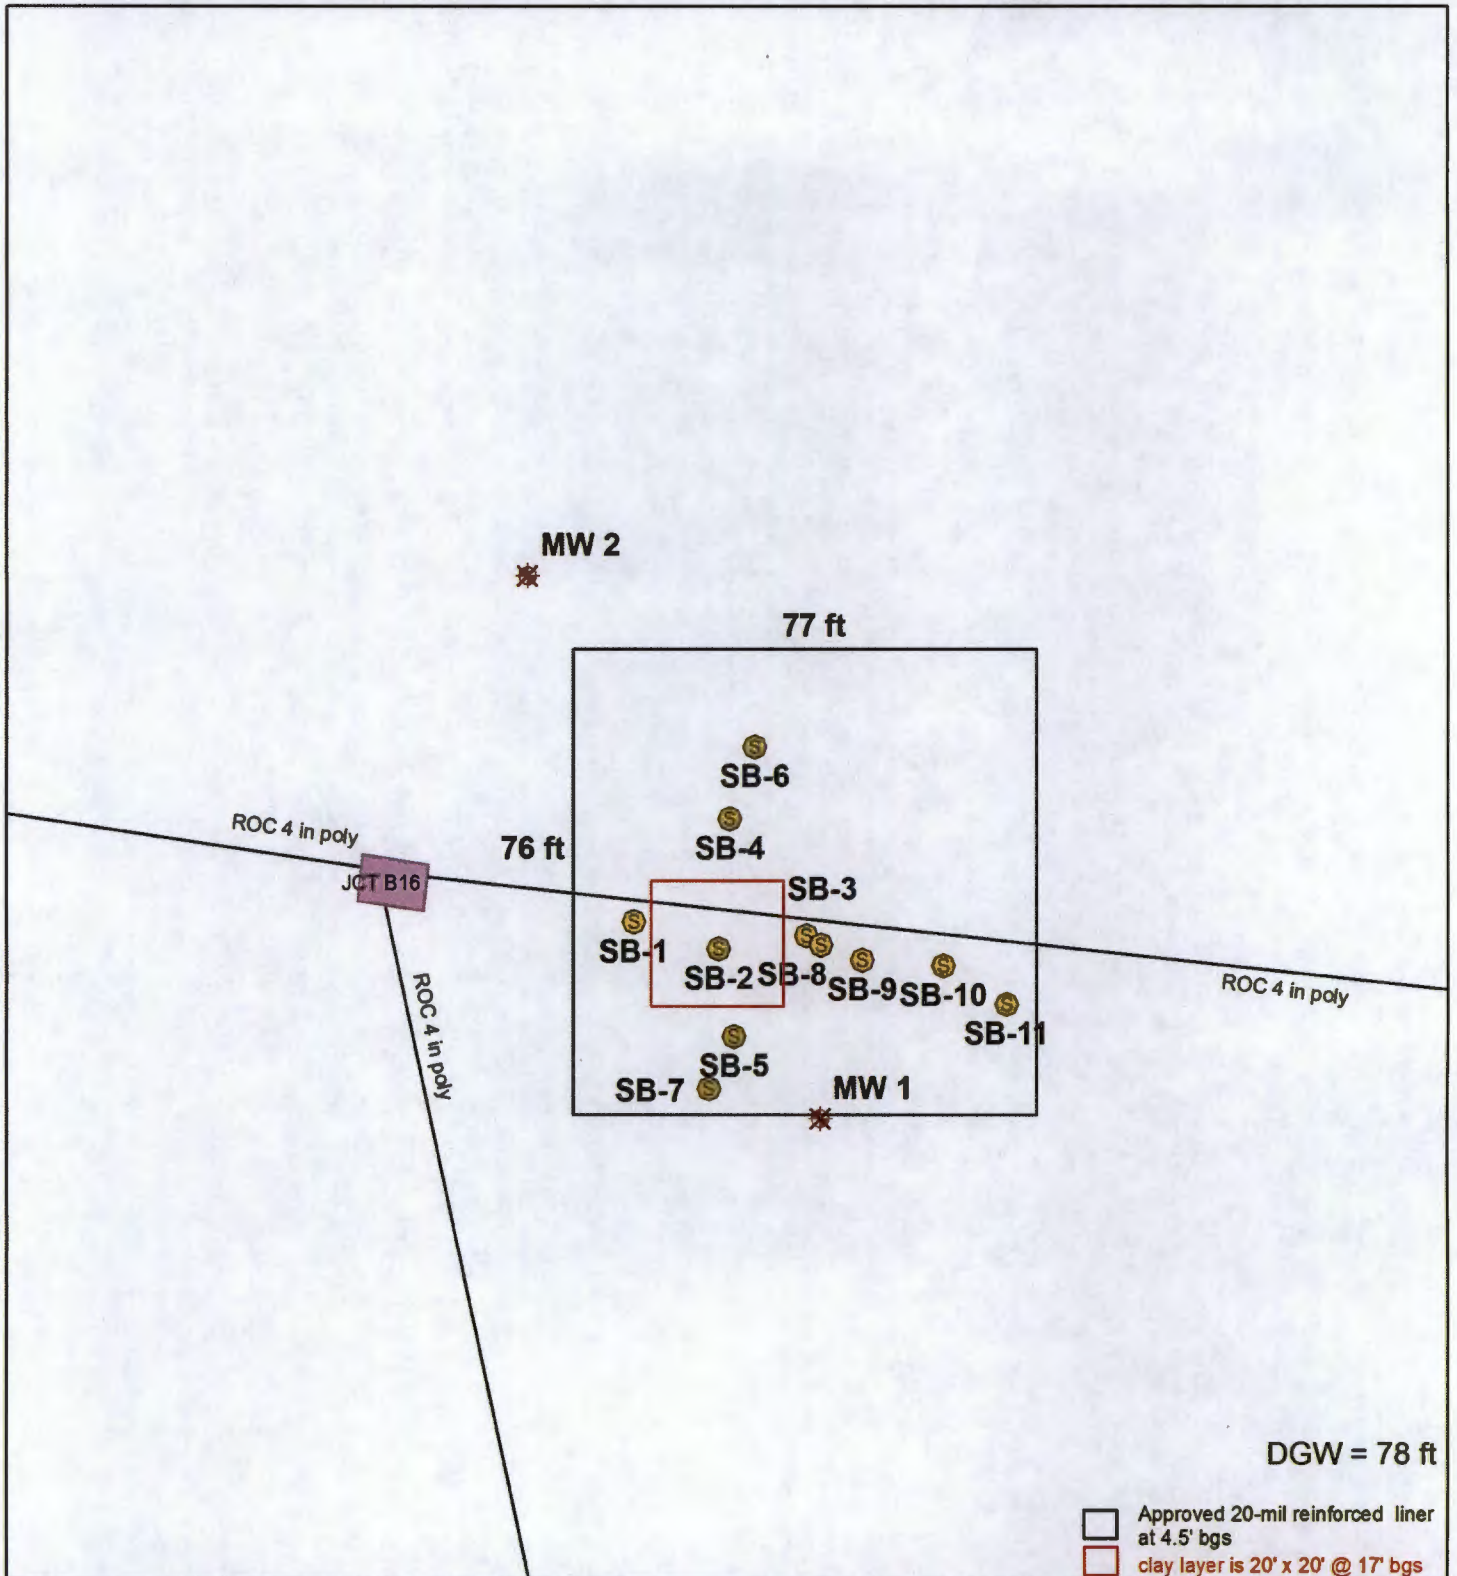 MW 2
77 ft
SB-6
ROC 4 in poly
76 ft
SB-4
JCT B16
SB-3
SB-1
SB-2
SB-8
SB-9
SB-10
ROC 4 in poly
ROC 4 in poly
SB-11
SB-5
SB-7
MW 1
DGW = 78 ft
Approved 20-mil reinforced liner
at 4.5' bgs
clay layer is 20' x 20' @ 17' bgs